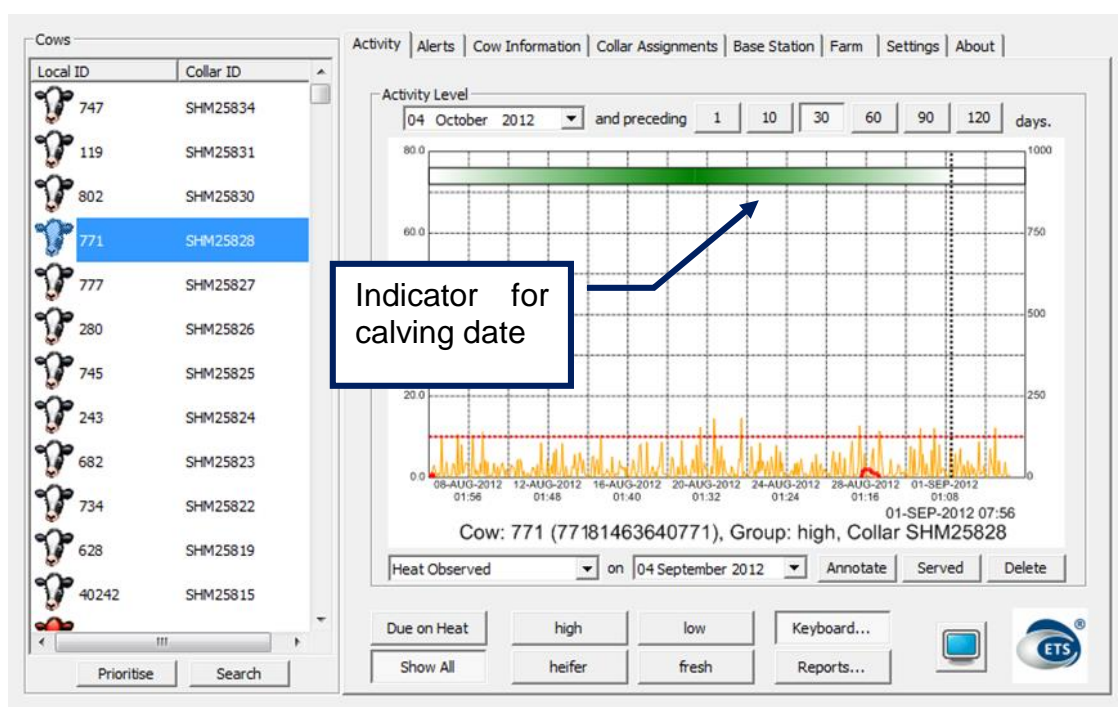 Cows
Local ID Collar ID
747 SHM25834
119 SHM25831
802 SHM25830
771 SHM25828
777 SHM25827
280 SHM25826
745 SHM25825
243 SHM25824
682 SHM25823
734 SHM25822
628 SHM25819
40242 SHM25815
Prioritise Search
Activity Alerts Cow Information Collar Assignments Base Station Farm Settings About
Activity Level
04 October 2012 and preceding 1 10 30 60 90 120 days.
80.0 1000
60.0 750
Indicator for
calving date
500
20.0 250
0.0 0
08-AUG-2012 12-AUG-2012 16-AUG-2012 20-AUG-2012 24-AUG-2012 28-AUG-2012 01-SEP-2012
01:56 01:48 01:40 01:32 01:24 01:16 01:08
01-SEP-2012 07:56
Cow: 771 (77181463640771), Group: high, Collar SHM25828
Heat Observed on 04 September 2012 Annotate Served Delete
Due on Heat high low Keyboard...
Show All heifer fresh Reports...
ETS ®